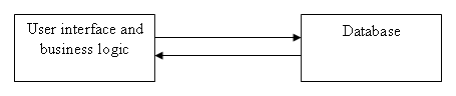 User interface and
business logic
Database